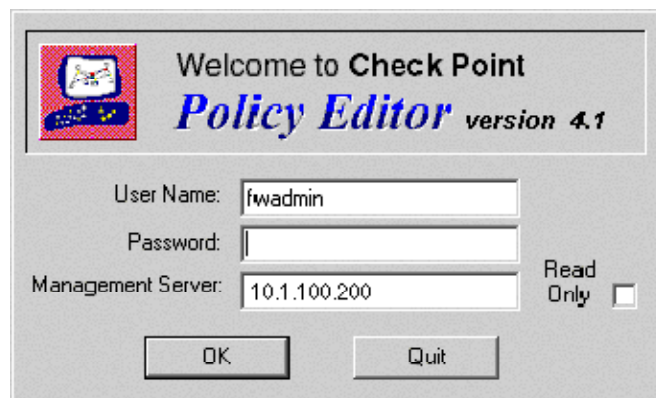 Welcome to Check Point
Policy Editor version 4.1
User Name: fwadmin
Password:
Management Server: 10.1.100.200
Read
Only
OK Quit